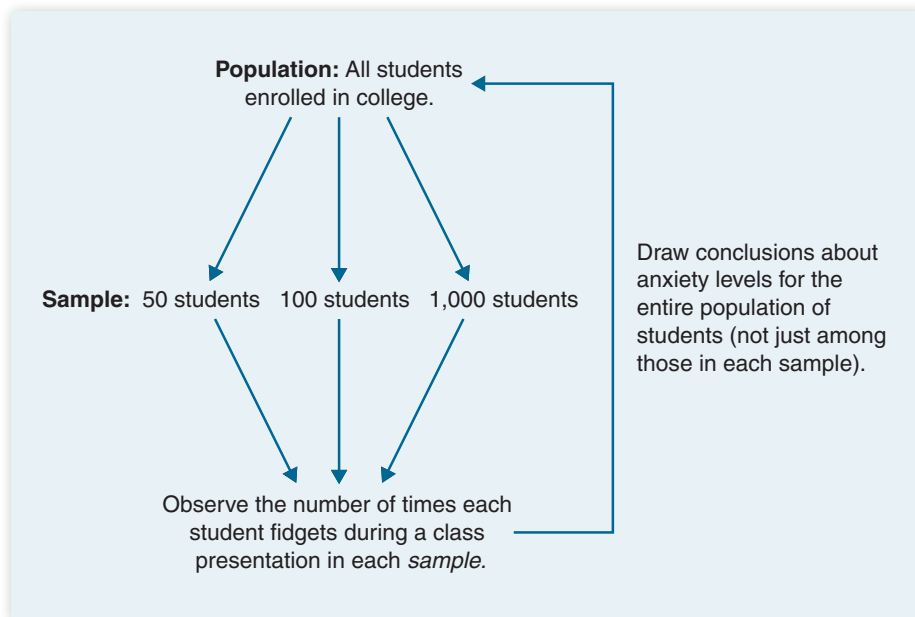 Population: All students
enrolled in college.
Sample: 50 students 100 students 1,000 students
Draw conclusions about
anxiety levels for the
entire population of
students (not just among
those in each sample).
Observe the number of times each
student fidgets during a class
presentation in each sample.